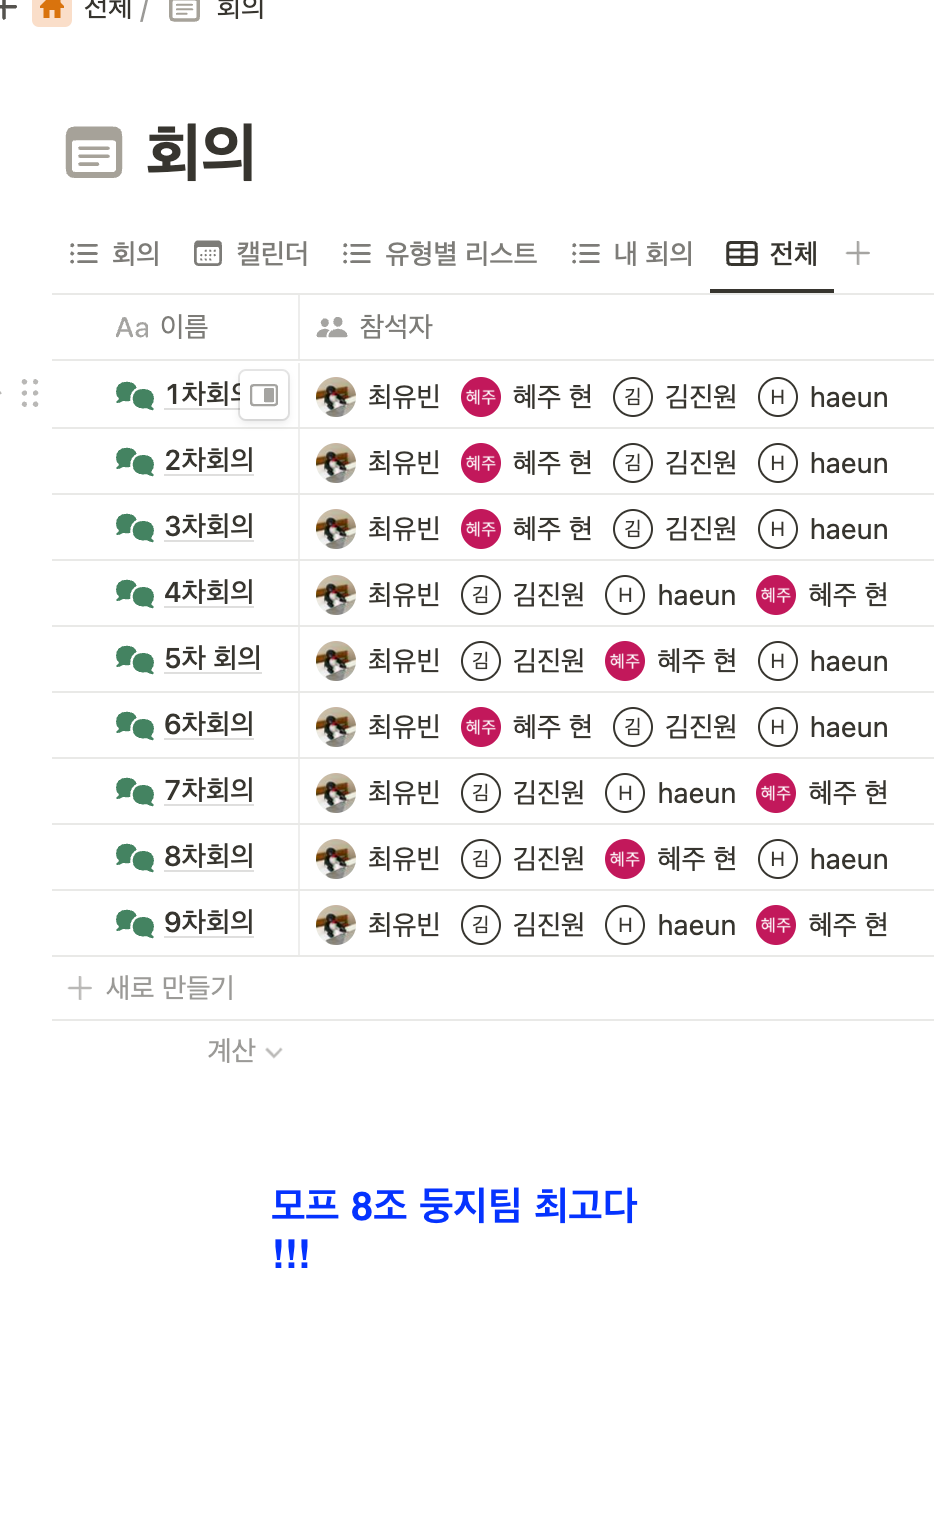 전체 / 회의
회의
회의 캘린더 유형별 리스트 내 회의 전체
Aa 이름 참석자
1차회의 최유빈 혜주 혜주 현 김 김진원 H haeun
2차회의 최유빈 혜주 혜주 현 김 김진원 H haeun
3차회의 최유빈 혜주 혜주 현 김 김진원 H haeun
4차회의 최유빈 김 김진원 H haeun 혜주 혜주 현
5차 회의 최유빈 김 김진원 혜주 혜주 현 H haeun
6차회의 최유빈 혜주 혜주 현 김 김진원 H haeun
7차회의 최유빈 김 김진원 H haeun 혜주 혜주 현
8차회의 최유빈 김 김진원 혜주 혜주 현 H haeun
9차회의 최유빈 김 김진원 H haeun 혜주 혜주 현
새로 만들기
계산
모프 8조 둥지팀 최고다
!!!